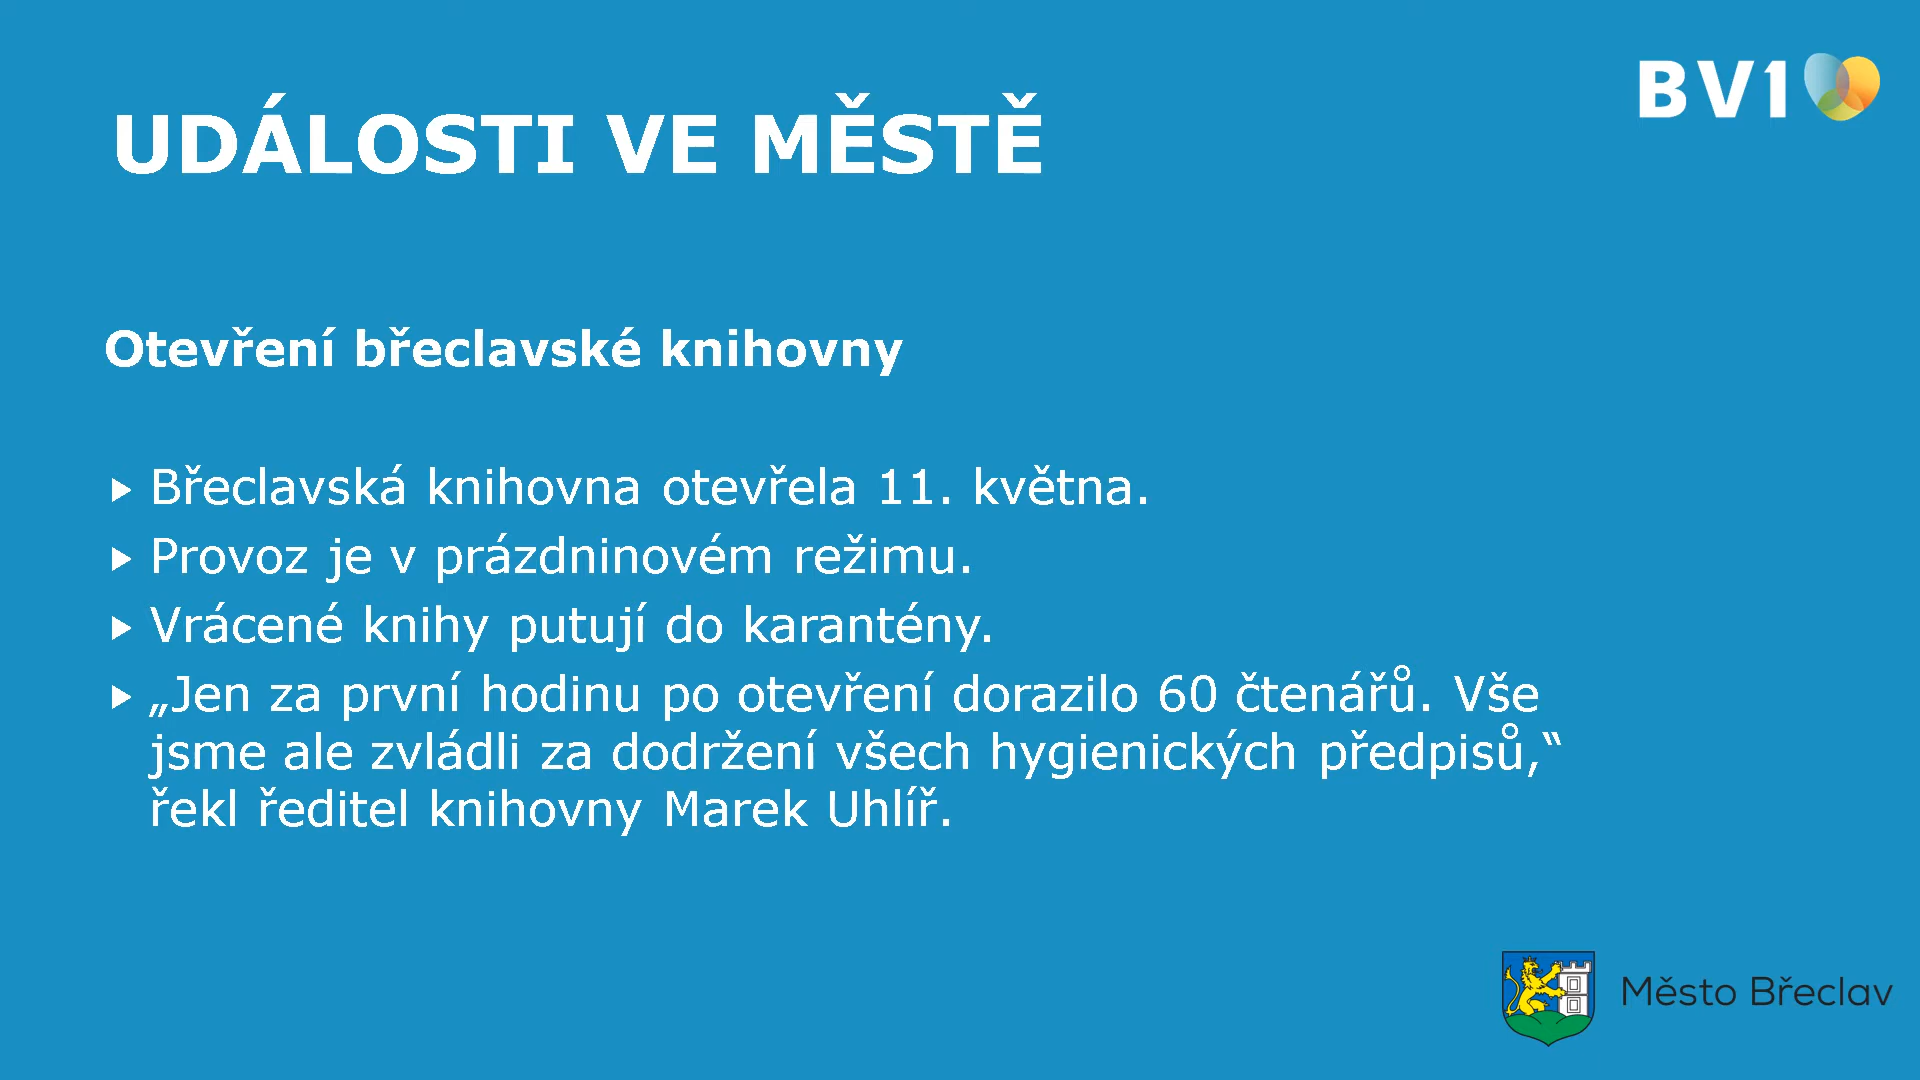 BV1
UDÁLOSTI VE MĚSTĚ
Otevření břeclavské knihovny
Břeclavská knihovna otevřela 11. května.
Provoz je v prázdninovém režimu.
Vrácené knihy putují do karantény.
„Jen za první hodinu po otevření dorazilo 60 čtenářů. Vše
jsme ale zvládli za dodržení všech hygienických předpisů,“
řekl ředitel knihovny Marek Uhlíř.
Město Břeclav